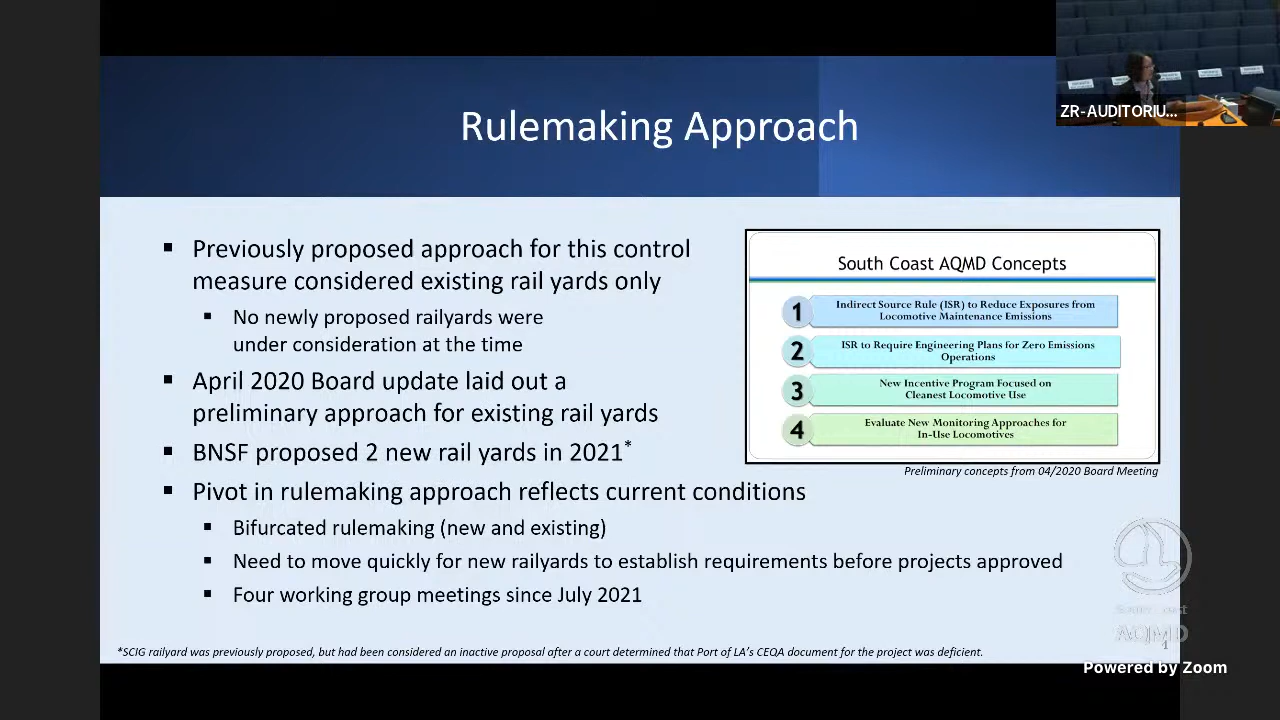 Rulemaking Approach
ZR-AUDITORIU...
Previously proposed approach for this control
measure considered existing rail yards only
No newly proposed railyards were
under consideration at the time
April 2020 Board update laid out a
preliminary approach for existing rail yards
BNSF proposed 2 new rail yards in 2021*
Pivot in rulemaking approach reflects current conditions
Bifurcated rulemaking (new and existing)
Need to move quickly for new railyards to establish requirements before projects approved
Four working group meetings since July 2021
South Coast AQMD Concepts
1 Indirect Source Rule (ISR) to Reduce Exposures from
Locomotive Maintenance Emissions
2 ISR to Require Engineering Plans for Zero Emissions
Operations
3 New Incentive Program Focused on
Cleanest Locomotive Use
4 Evaluate New Monitoring Approaches for
In-Use Locomotives
Preliminary concepts from 04/2020 Board Meeting
*SCIG railyard was previously proposed, but had been considered an inactive proposal after a court determined that Port of LA's CEQA document for the project was deficient.
South Coast
AQMD
Powered by Zoom